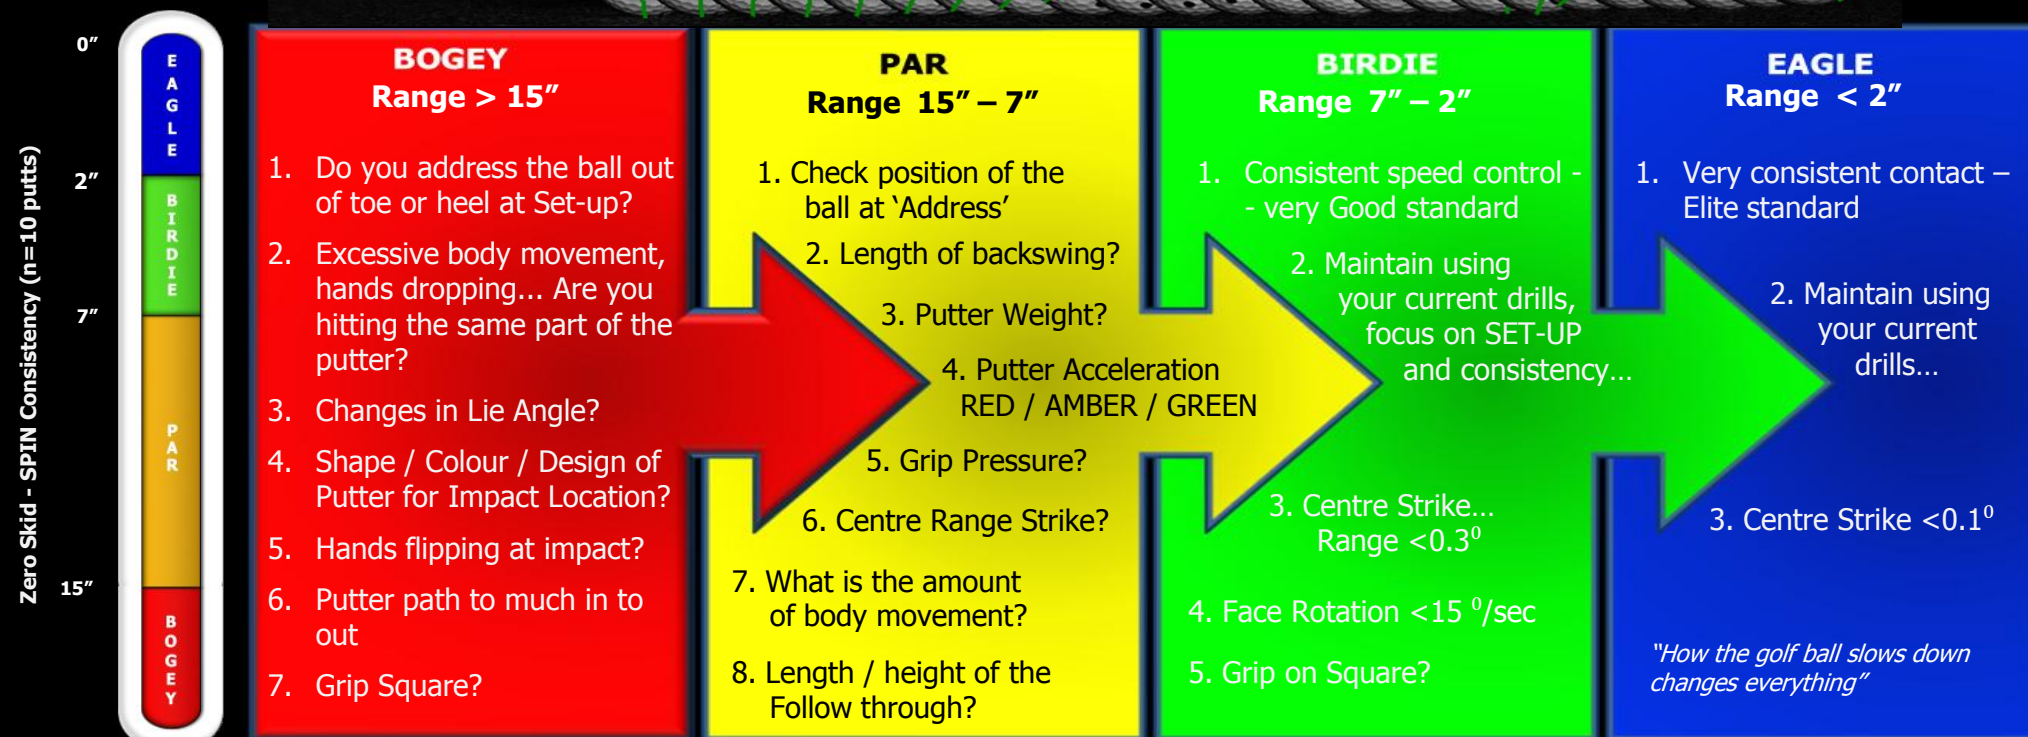 Zero Skid - SPIN Consistency (n=10 putts)
0”
2”
7”
15”
EAGLE
BIRDIE
PAR
BOGEY
BOGEY
Range > 15”
1. Do you address the ball out
of toe or heel at Set-up?
2. Excessive body movement,
hands dropping... Are you
hitting the same part of the
putter?
3. Changes in Lie Angle?
4. Shape / Colour / Design of
Putter for Impact Location?
5. Hands flipping at impact?
6. Putter path to much in to
out
7. Grip Square?
PAR
Range 15” – 7”
1. Check position of the
ball at ‘Address’
2. Length of backswing?
3. Putter Weight?
4. Putter Acceleration
RED / AMBER / GREEN
5. Grip Pressure?
6. Centre Range Strike?
7. What is the amount
of body movement?
8. Length / height of the
Follow through?
BIRDIE
Range 7” – 2”
1. Consistent speed control -
- very Good standard
2. Maintain using
your current drills,
focus on SET-UP
and consistency...
3. Centre Strike...
Range <0.3⁰
4. Face Rotation <15 ⁰/sec
5. Grip on Square?
EAGLE
Range < 2”
1. Very consistent contact –
Elite standard
2. Maintain using
your current
drills...
3. Centre Strike <0.1⁰
“How the golf ball slows down
changes everything”